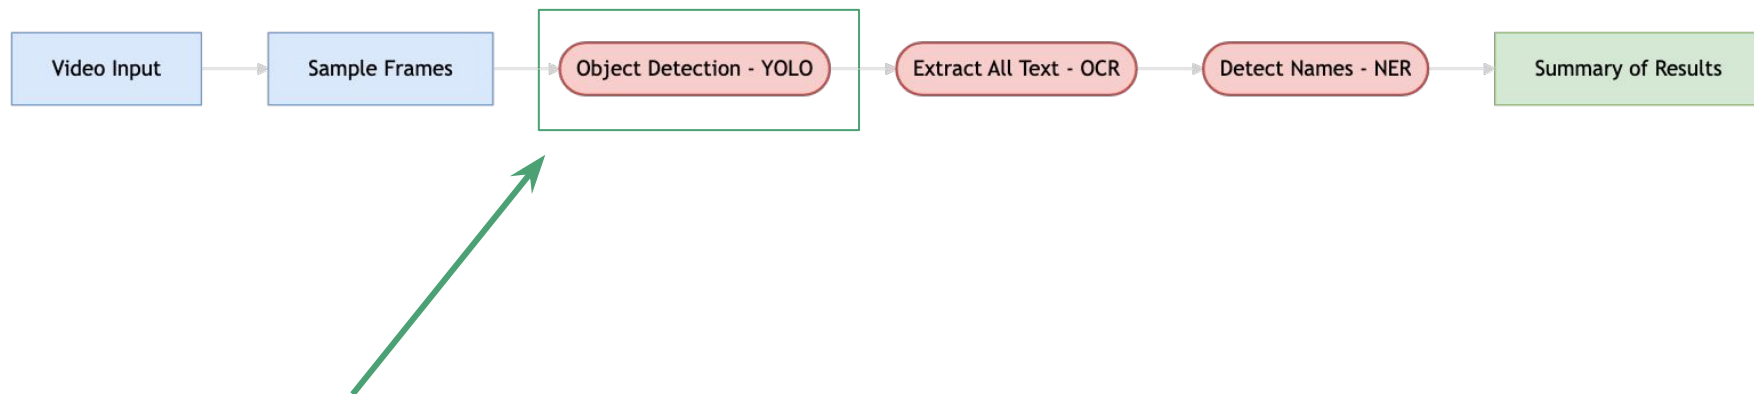 Video Input
Sample Frames
Object Detection - YOLO
Extract All Text - OCR
Detect Names - NER
Summary of Results